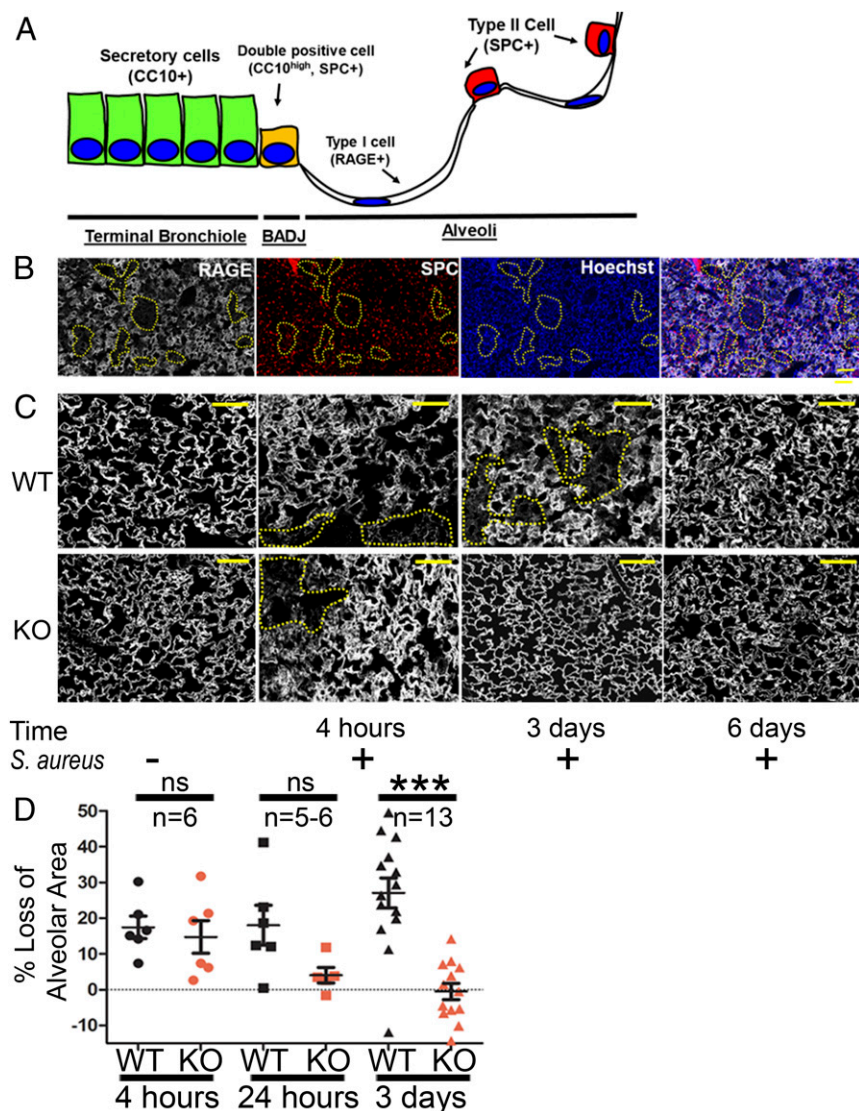 A
Secretory cells
(CC10+)
Double positive cell
(CC10high, SPC+)
Type II Cell
(SPC+)
Type I cell
(RAGE+)
Terminal Bronchiole
BADJ
Alveoli
B
RAGE
SPC
Hoechst
C
WT
KO
Time
4 hours
3 days
6 days
S. aureus
-
+
+
+
D
ns
ns
***
n=6
n=5-6
n=13
% Loss of
Alveolar Area
50
40
30
20
10
0
-10
WT
KO
WT
KO
WT
KO
4 hours
24 hours
3 days